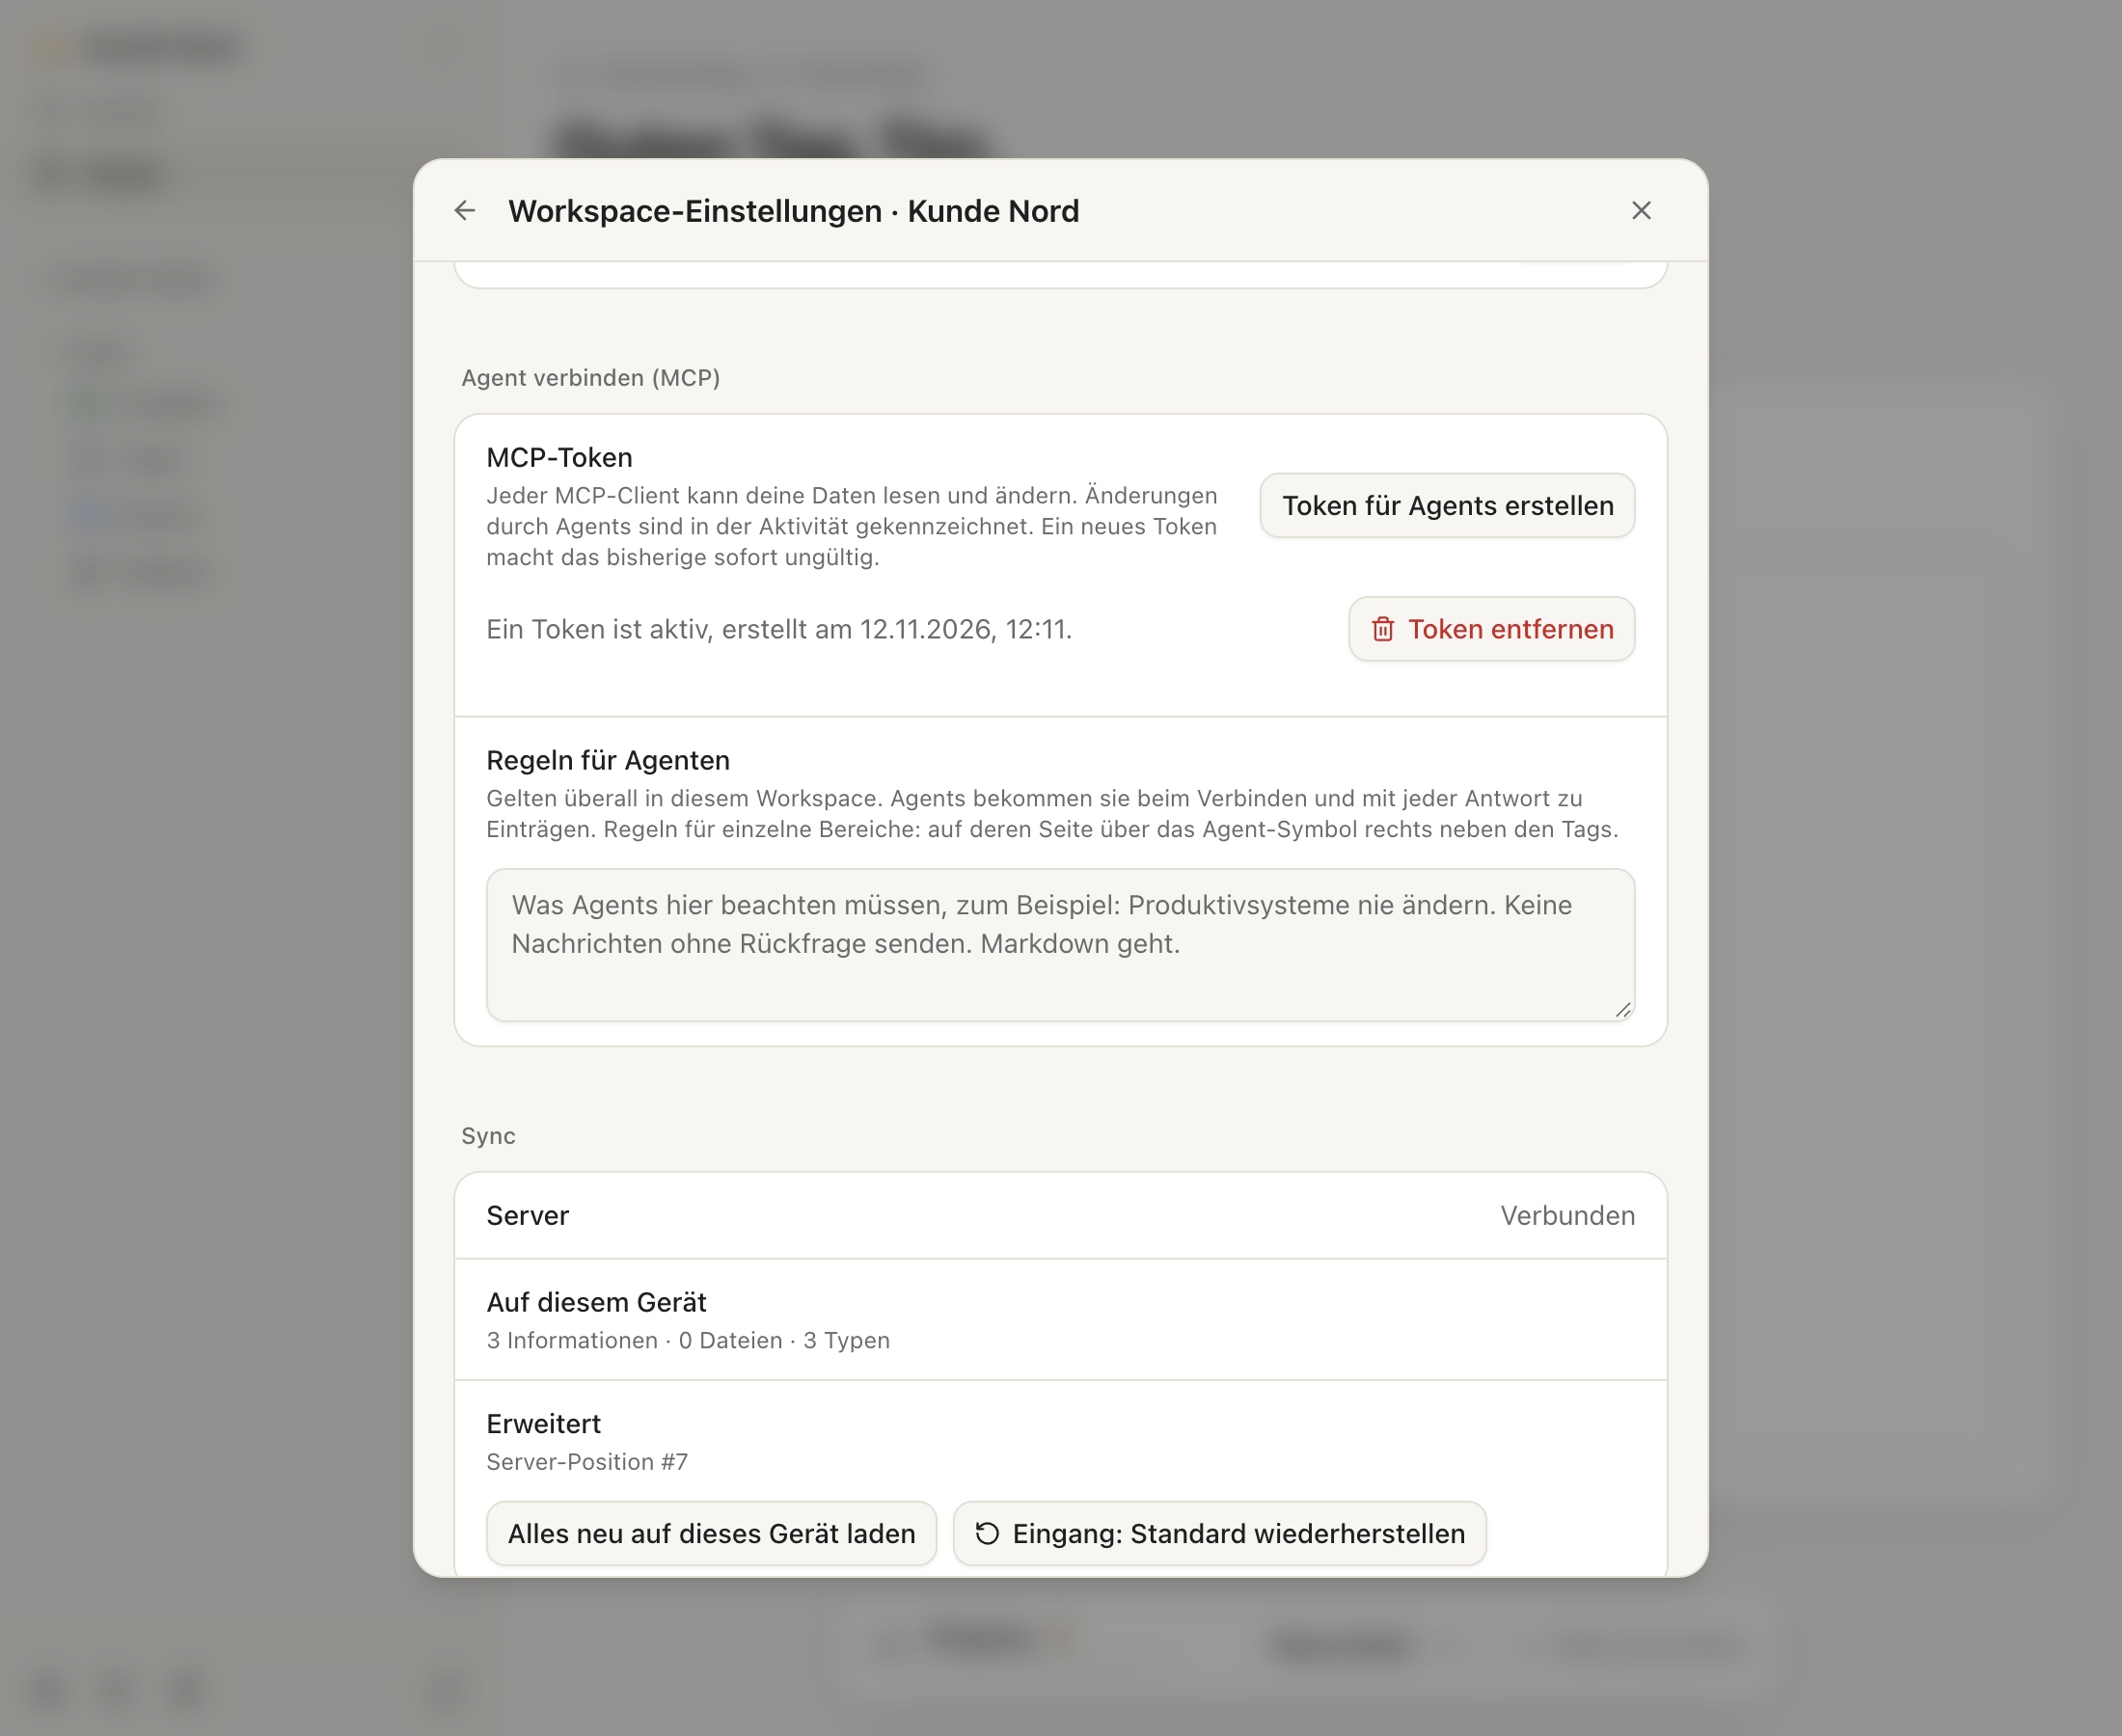 Workspace-Einstellungen · Kunde Nord
Agent verbinden (MCP)
MCP-Token
Jeder MCP-Client kann deine Daten lesen und ändern. Änderungen
durch Agents sind in der Aktivität gekennzeichnet. Ein neues Token
macht das bisherige sofort ungültig.
Token für Agents erstellen
Ein Token ist aktiv, erstellt am 12.11.2026, 12:11.
Token entfernen
Regeln für Agenten
Gelten überall in diesem Workspace. Agents bekommen sie beim Verbinden und mit jeder Antwort zu
Einträgen. Regeln für einzelne Bereiche: auf deren Seite über das Agent-Symbol rechts neben den Tags.
Was Agents hier beachten müssen, zum Beispiel: Produktivsysteme nie ändern. Keine
Nachrichten ohne Rückfrage senden. Markdown geht.
Sync
Server
Verbunden
Auf diesem Gerät
3 Informationen · 0 Dateien · 3 Typen
Erweitert
Server-Position #7
Alles neu auf dieses Gerät laden
Eingang: Standard wiederherstellen